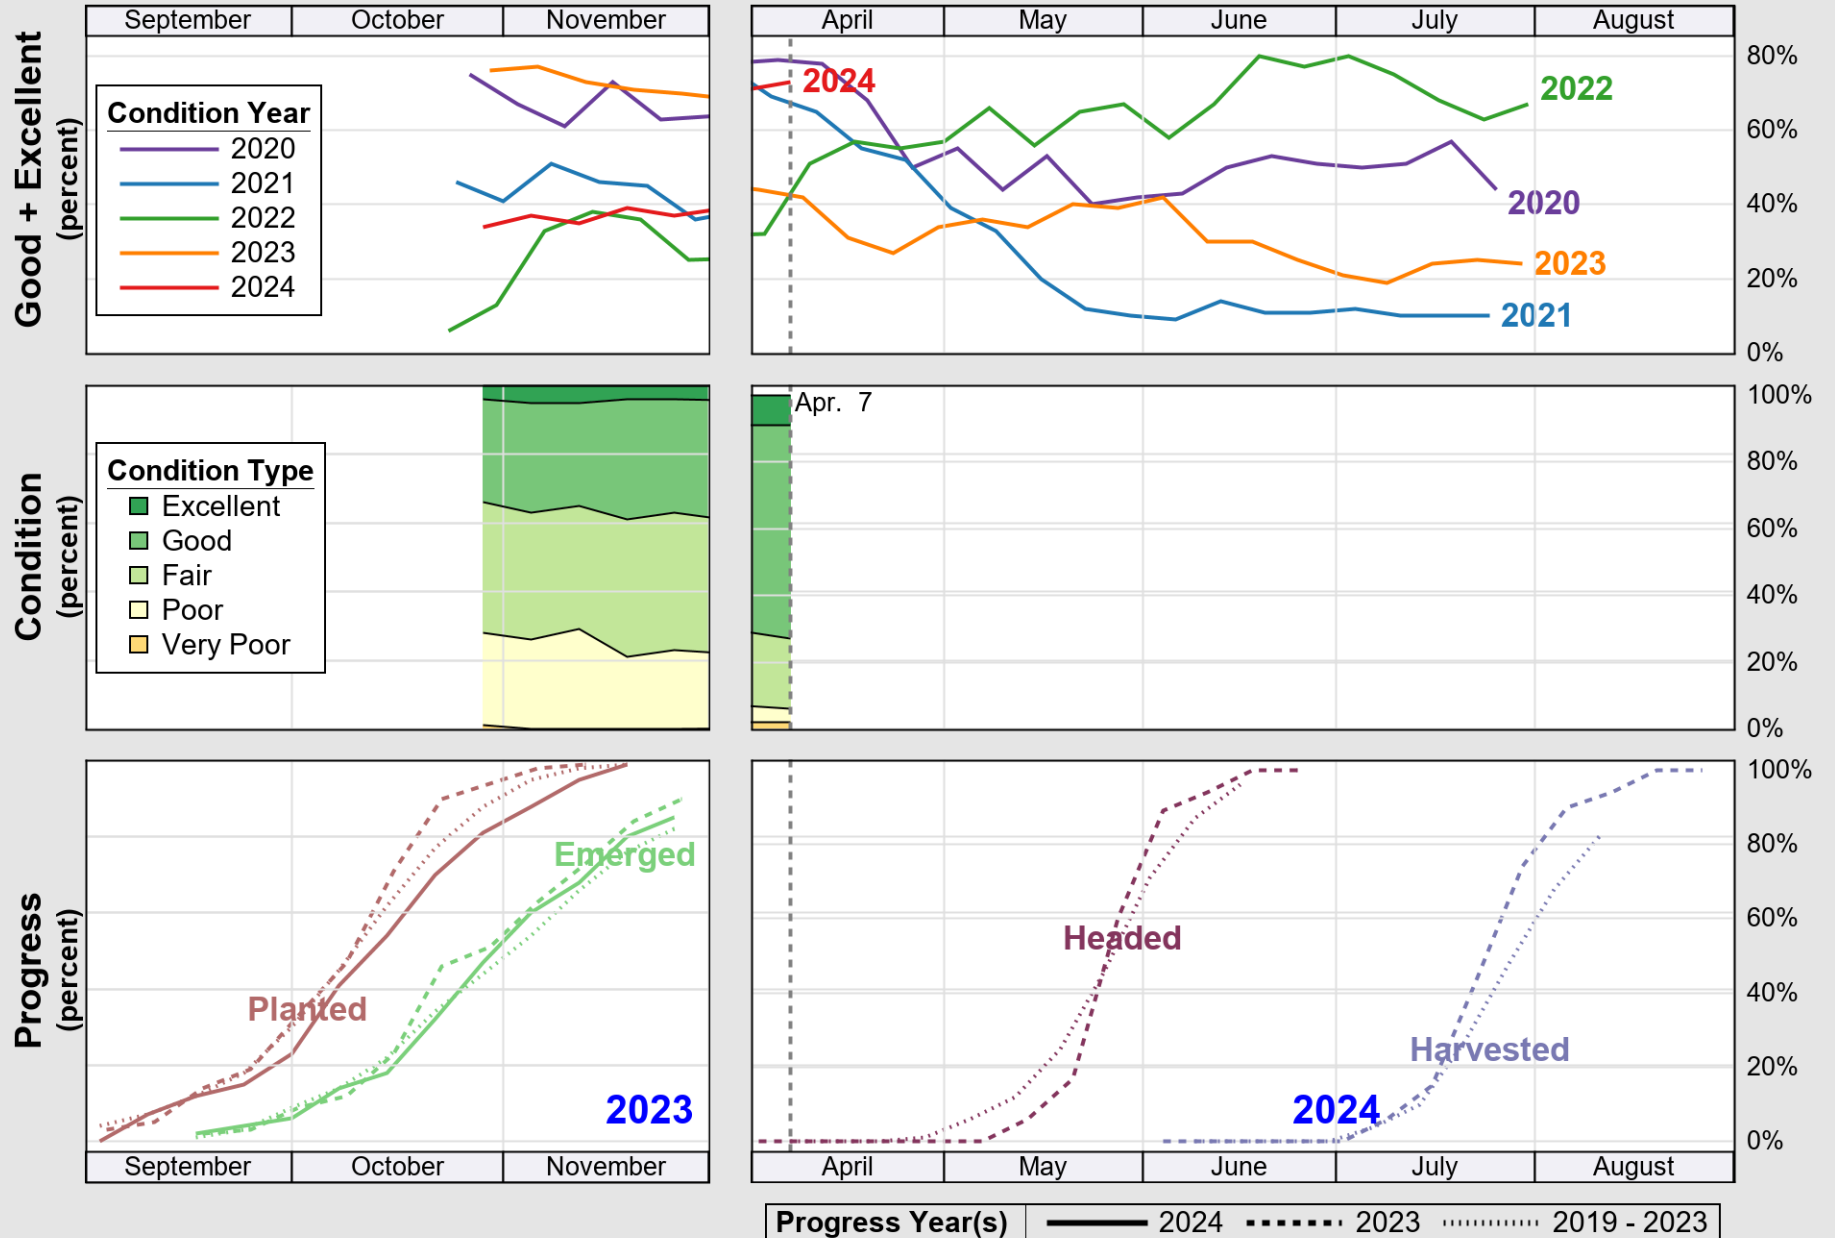 September October November April May June July August
Good + Excellent
(percent)
Condition Year
2020
2021
2022
2023
2024
2024
2022
2020
2023
2021
80%
60%
40%
20%
0%
Condition
(percent)
Condition Type
Excellent
Good
Fair
Poor
Very Poor
Apr. 7
100%
80%
60%
40%
20%
0%
Progress
(percent)
Planted
Emerged
2023
Headed
Harvested
2024
100%
80%
60%
40%
20%
0%
September October November April May June July August
Progress Year(s) 2024 2023 2019 - 2023